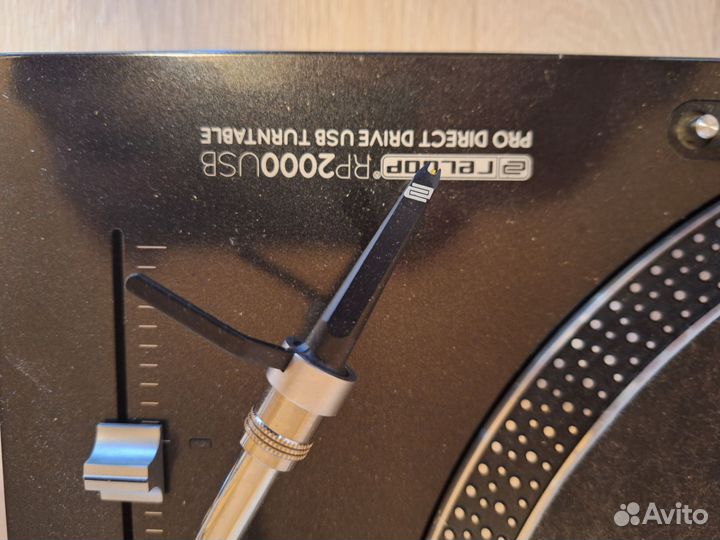 reloop® RP2000USB
PRO DIRECT DRIVE USB TURNTABLE
Avito